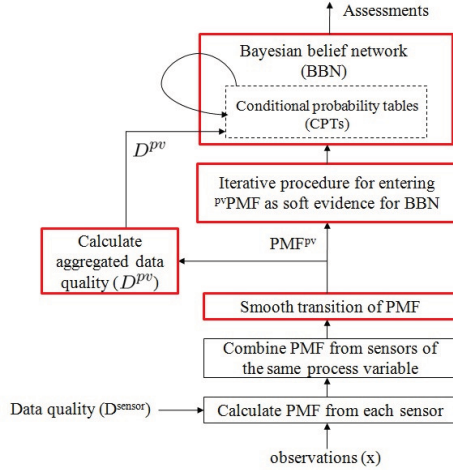 Assessments
Bayesian belief network
(BBN)
Conditional probability tables
(CPTs)
D^pv
Iterative procedure for entering
^pvPMF as soft evidence for BBN
Calculate
aggregated data
quality (D^pv)
PMF^pv
Smooth transition of PMF
Combine PMF from sensors of
the same process variable
Data quality (D^sensor)
Calculate PMF from each sensor
observations (x)